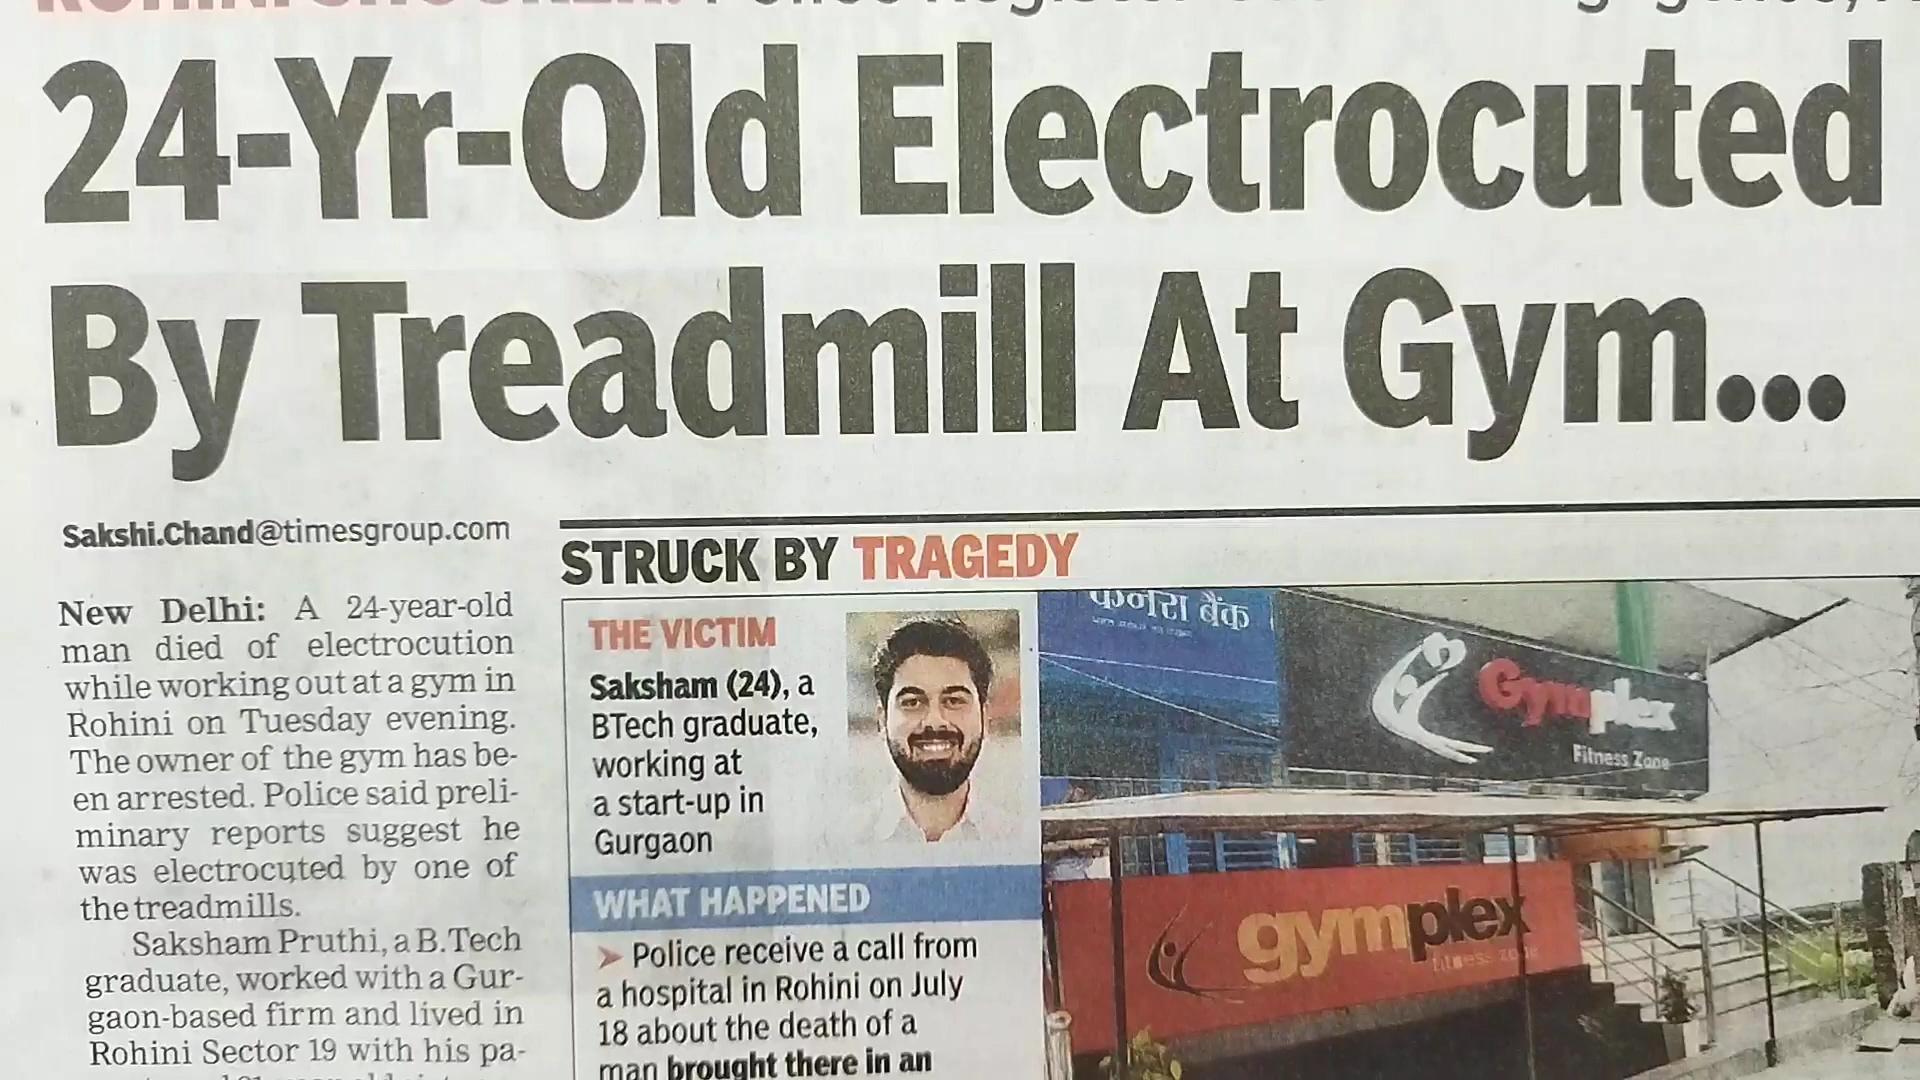 24-Yr-Old Electrocuted
By Treadmill At Gym...
Sakshi.Chand@timesgroup.com
New Delhi: A 24-year-old
man died of electrocution
while working out at a gym in
Rohini on Tuesday evening.
The owner of the gym has be-
en arrested. Police said preli-
minary reports suggest he
was electrocuted by one of
the treadmills.
Saksham Pruthi, a B.Tech
graduate, worked with a Gur-
gaon-based firm and lived in
Rohini Sector 19 with his pa-
STRUCK BY TRAGEDY
THE VICTIM
Saksham (24), a
BTech graduate,
working at
a start-up in
Gurgaon
WHAT HAPPENED
➤ Police receive a call from
a hospital in Rohini on July
18 about the death of a
man brought there in an
केनरा बैंक
Gymplex
Fitness Zone
gymplex
fitness zone